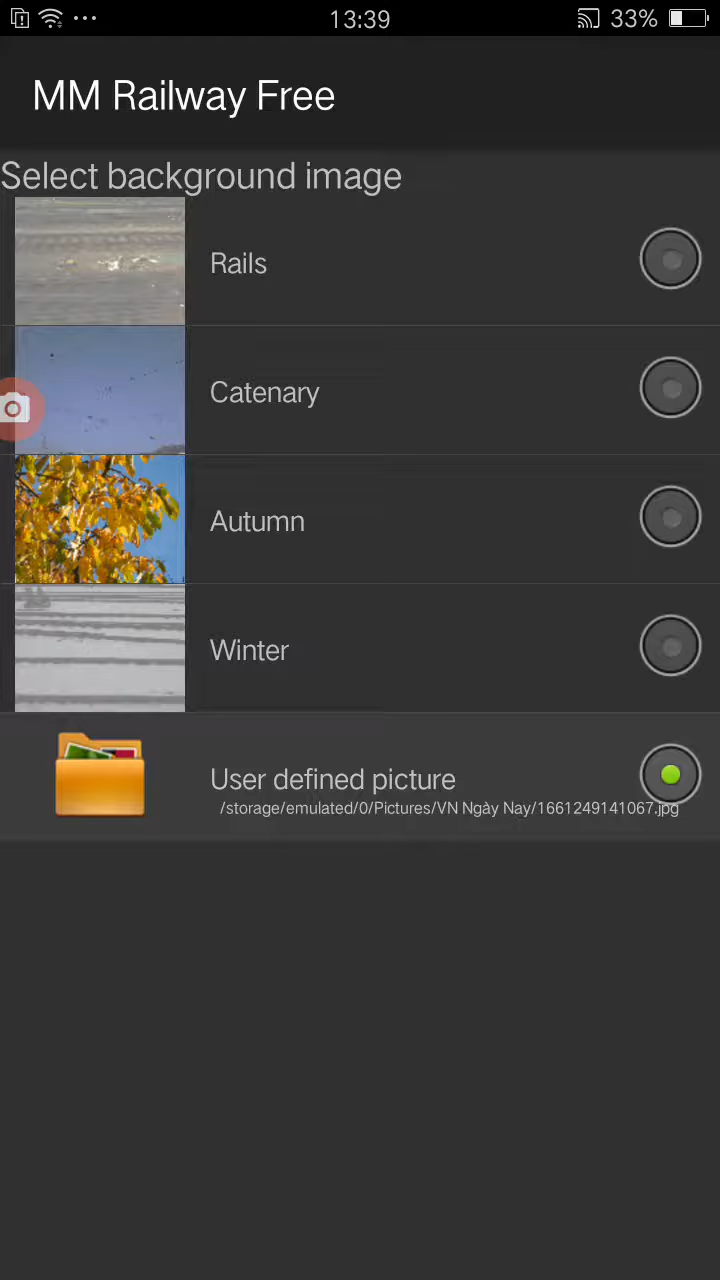 13:39
33%
MM Railway Free
Select background image
Rails
Catenary
Autumn
Winter
User defined picture
/storage/emulated/0/Pictures/VN Ngày Nay/1661249141067.jpg